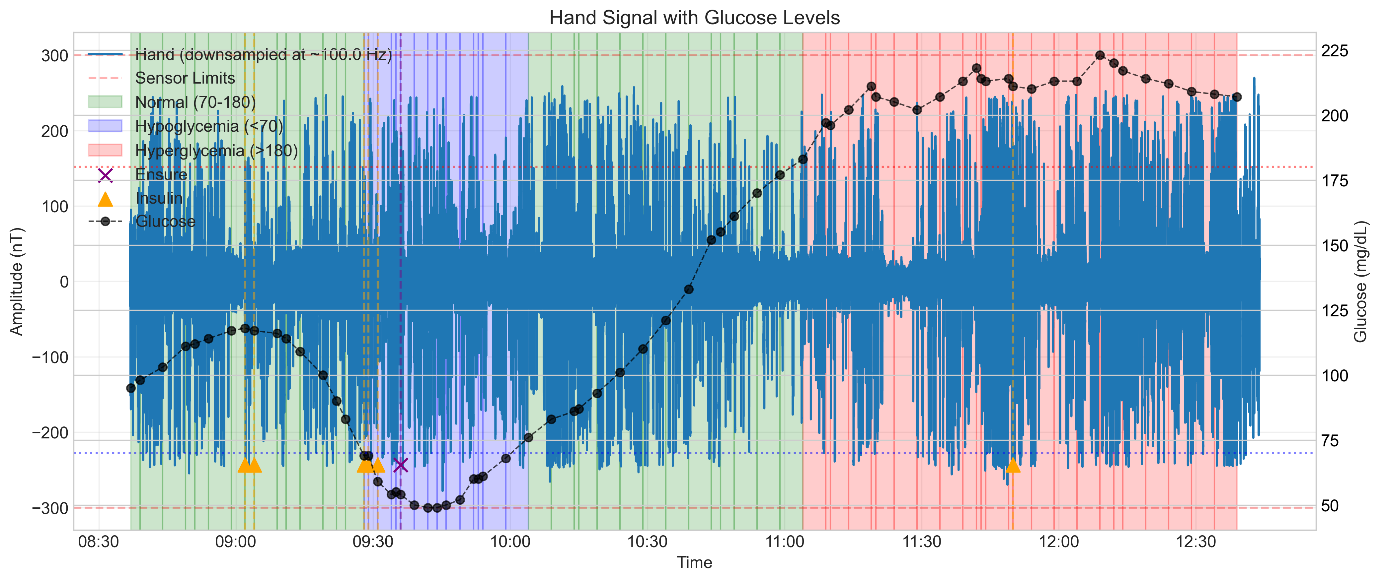 Hand Signal with Glucose Levels
Hand (downsampled at ~100.0 Hz)
Sensor Limits
Normal (70-180)
Hypoglycemia (<70)
Hyperglycemia (>180)
Ensure
Insulin
Glucose
Amplitude (nT)
300
200
100
0
−100
−200
−300
225
200
175
150
125
100
75
50
Glucose (mg/dL)
08:30 09:00 09:30 10:00 10:30 11:00 11:30 12:00 12:30
Time